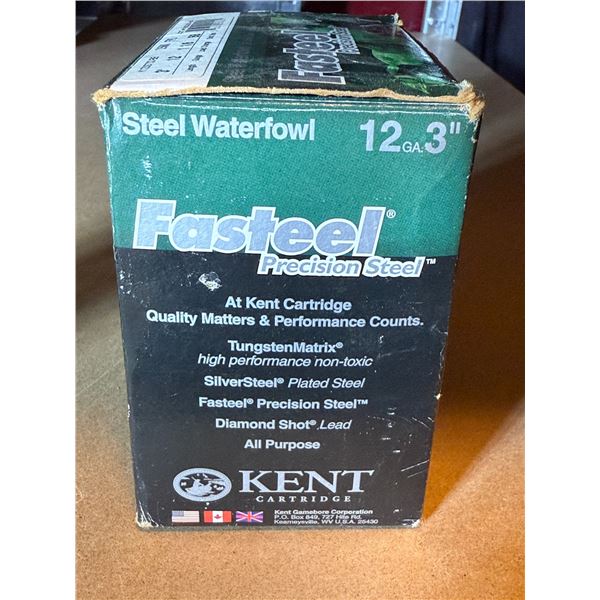 Fasteel
Steel Waterfowl 12 GA. 3"
Fasteel®
Precision Steel™
At Kent Cartridge
Quality Matters & Performance Counts.
TungstenMatrix®
high performance non-toxic
SilverSteel® Plated Steel
Fasteel® Precision Steel™
Diamond Shot® Lead
All Purpose
KENT
CARTRIDGE
Kent Gamebore Corporation
P.O. Box 849, 727 Hite Rd.
Kearneysville, WV U.S.A. 25430